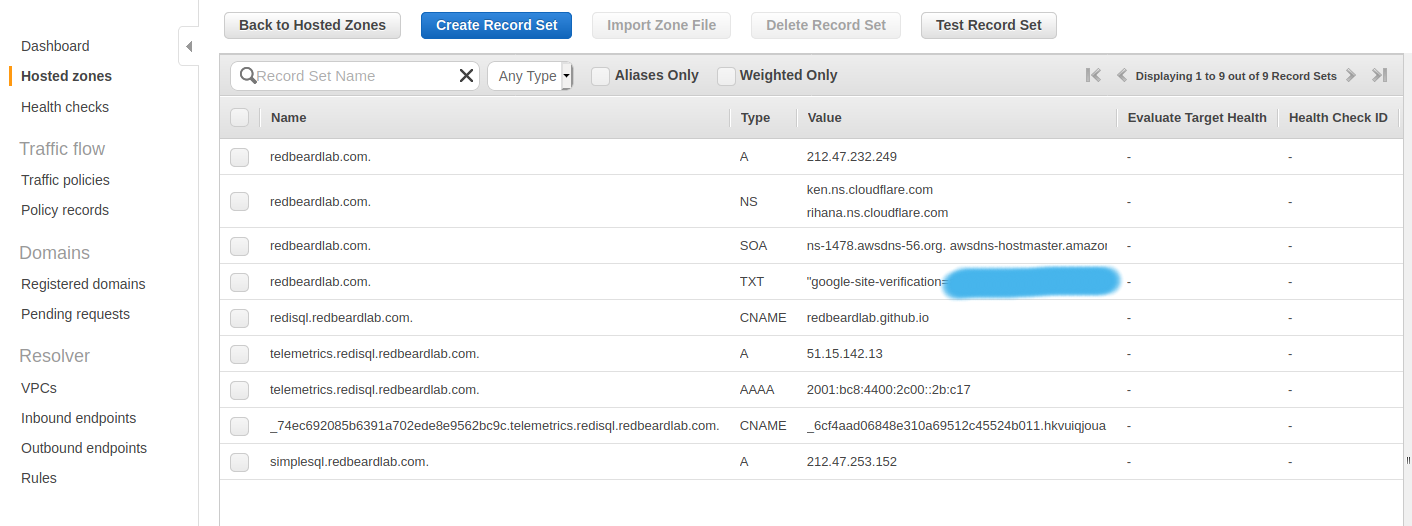 Back to Hosted Zones Create Record Set Import Zone File Delete Record Set Test Record Set
Dashboard
Hosted zones
Health checks
Traffic flow
Traffic policies
Policy records
Domains
Registered domains
Pending requests
Resolver
VPCs
Inbound endpoints
Outbound endpoints
Rules
Record Set Name Any Type Aliases Only Weighted Only Displaying 1 to 9 out of 9 Record Sets
Name Type Value Evaluate Target Health Health Check ID
redbeardlab.com. A 212.47.232.249 - -
redbeardlab.com. NS ken.ns.cloudflare.com - -
rihana.ns.cloudflare.com
redbeardlab.com. SOA ns-1478.awsdns-56.org. awsdns-hostmaster.amazon - -
redbeardlab.com. TXT "google-site-verification= - -
redisql.redbeardlab.com. CNAME redbeardlab.github.io - -
telemetrics.redisql.redbeardlab.com. A 51.15.142.13 - -
telemetrics.redisql.redbeardlab.com. AAAA 2001:bc8:4400:2c00::2b:c17 - -
_74ec692085b6391a702ede8e9562bc9c.telemetrics.redisql.redbeardlab.com. CNAME _6cf4aad06848e310a69512c45524b011.hkvuiqjoua - -
simplesql.redbeardlab.com. A 212.47.253.152 - -